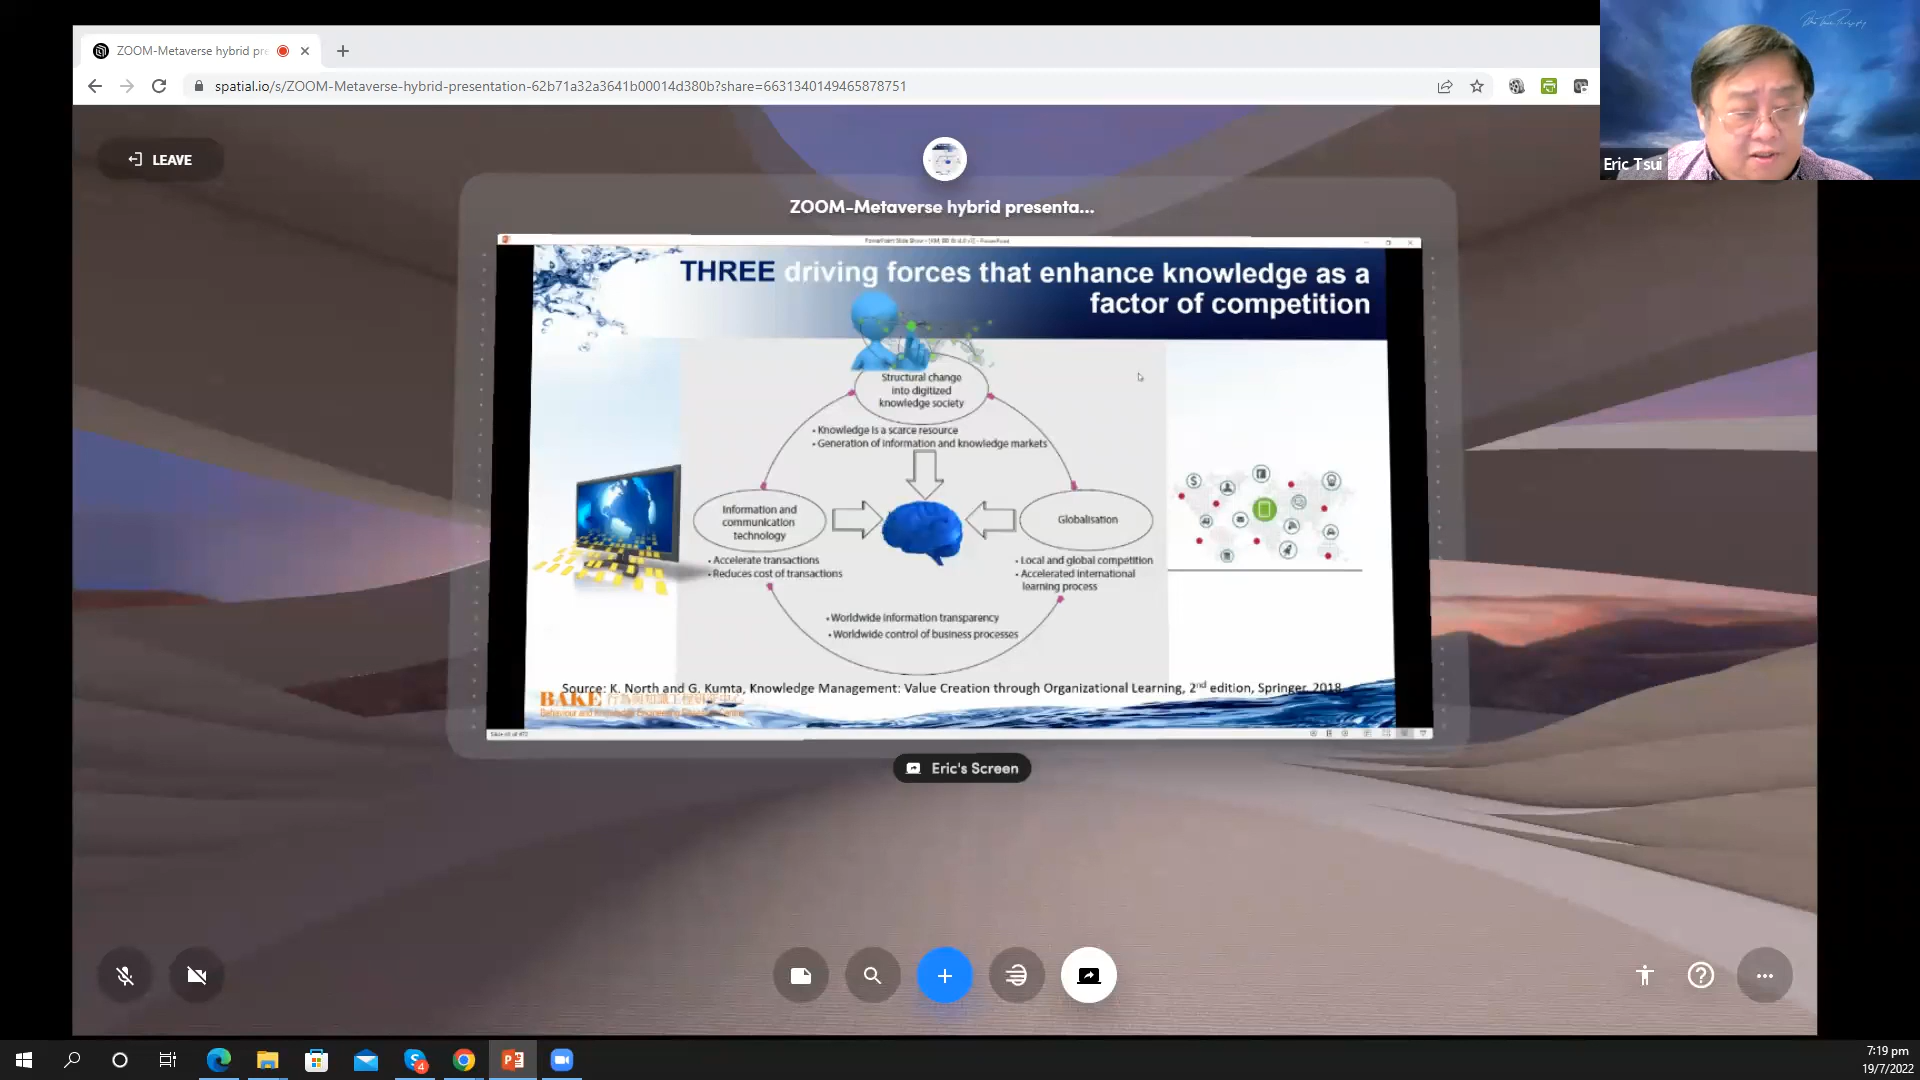 ZOOM-Metaverse hybrid pre
spatial.io/s/ZOOM-Metaverse-hybrid-presentation-62b71a32a3641b00014d380b?share=6631340149465878751
Eric Tsui
LEAVE
ZOOM-Metaverse hybrid presenta...
THREE driving forces that enhance knowledge as a
factor of competition
Structural change
into digitized
knowledge society
• Knowledge is a scarce resource
• Generation of information and knowledge markets
Information and
communication
technology
• Accelerate transactions
• Reduces cost of transactions
Globalisation
• Local and global competition
• Accelerated international
learning process
• Worldwide information transparency
• Worldwide control of business processes
Source: K. North and G. Kumta, Knowledge Management: Value Creation through Organizational Learning, 2nd edition, Springer, 2018.
BAKE
Eric's Screen
4
7:19 pm
19/7/2022